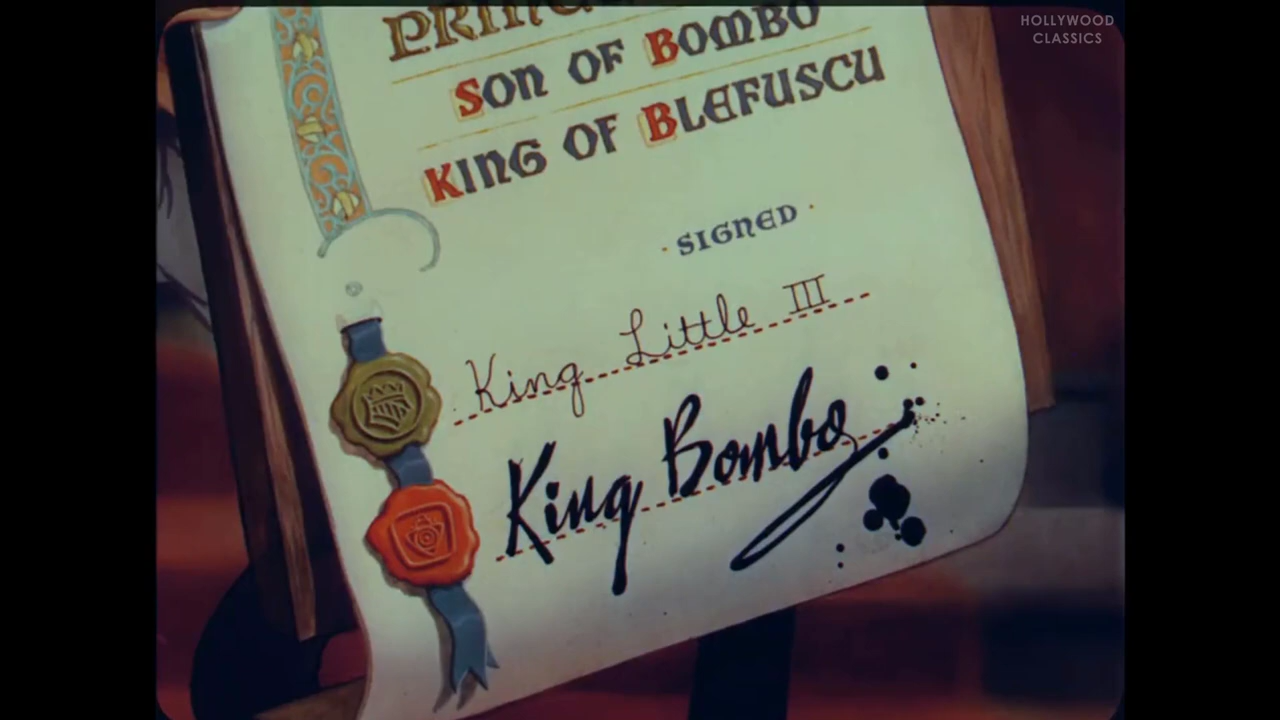 HOLLYWOOD
CLASSICS
SON OF BOMBO
KING OF BLEFUSCU
SIGNED
King Little III
King Bombo